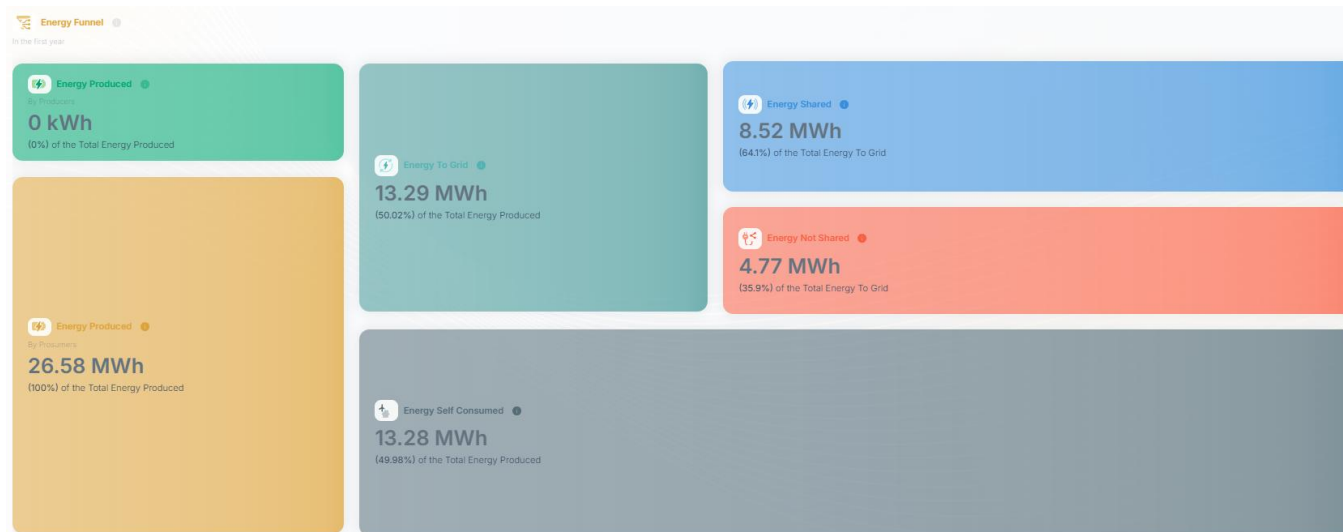 Energy Funnel
In the first year
Energy Produced
By Producers
0 kWh
(0%) of the Total Energy Produced
Energy Produced
By Prosumers
26.58 MWh
(100%) of the Total Energy Produced
Energy To Grid
13.29 MWh
(50.02%) of the Total Energy Produced
Energy Shared
8.52 MWh
(64.1%) of the Total Energy To Grid
Energy Not Shared
4.77 MWh
(35.9%) of the Total Energy To Grid
Energy Self Consumed
13.28 MWh
(49.98%) of the Total Energy Produced